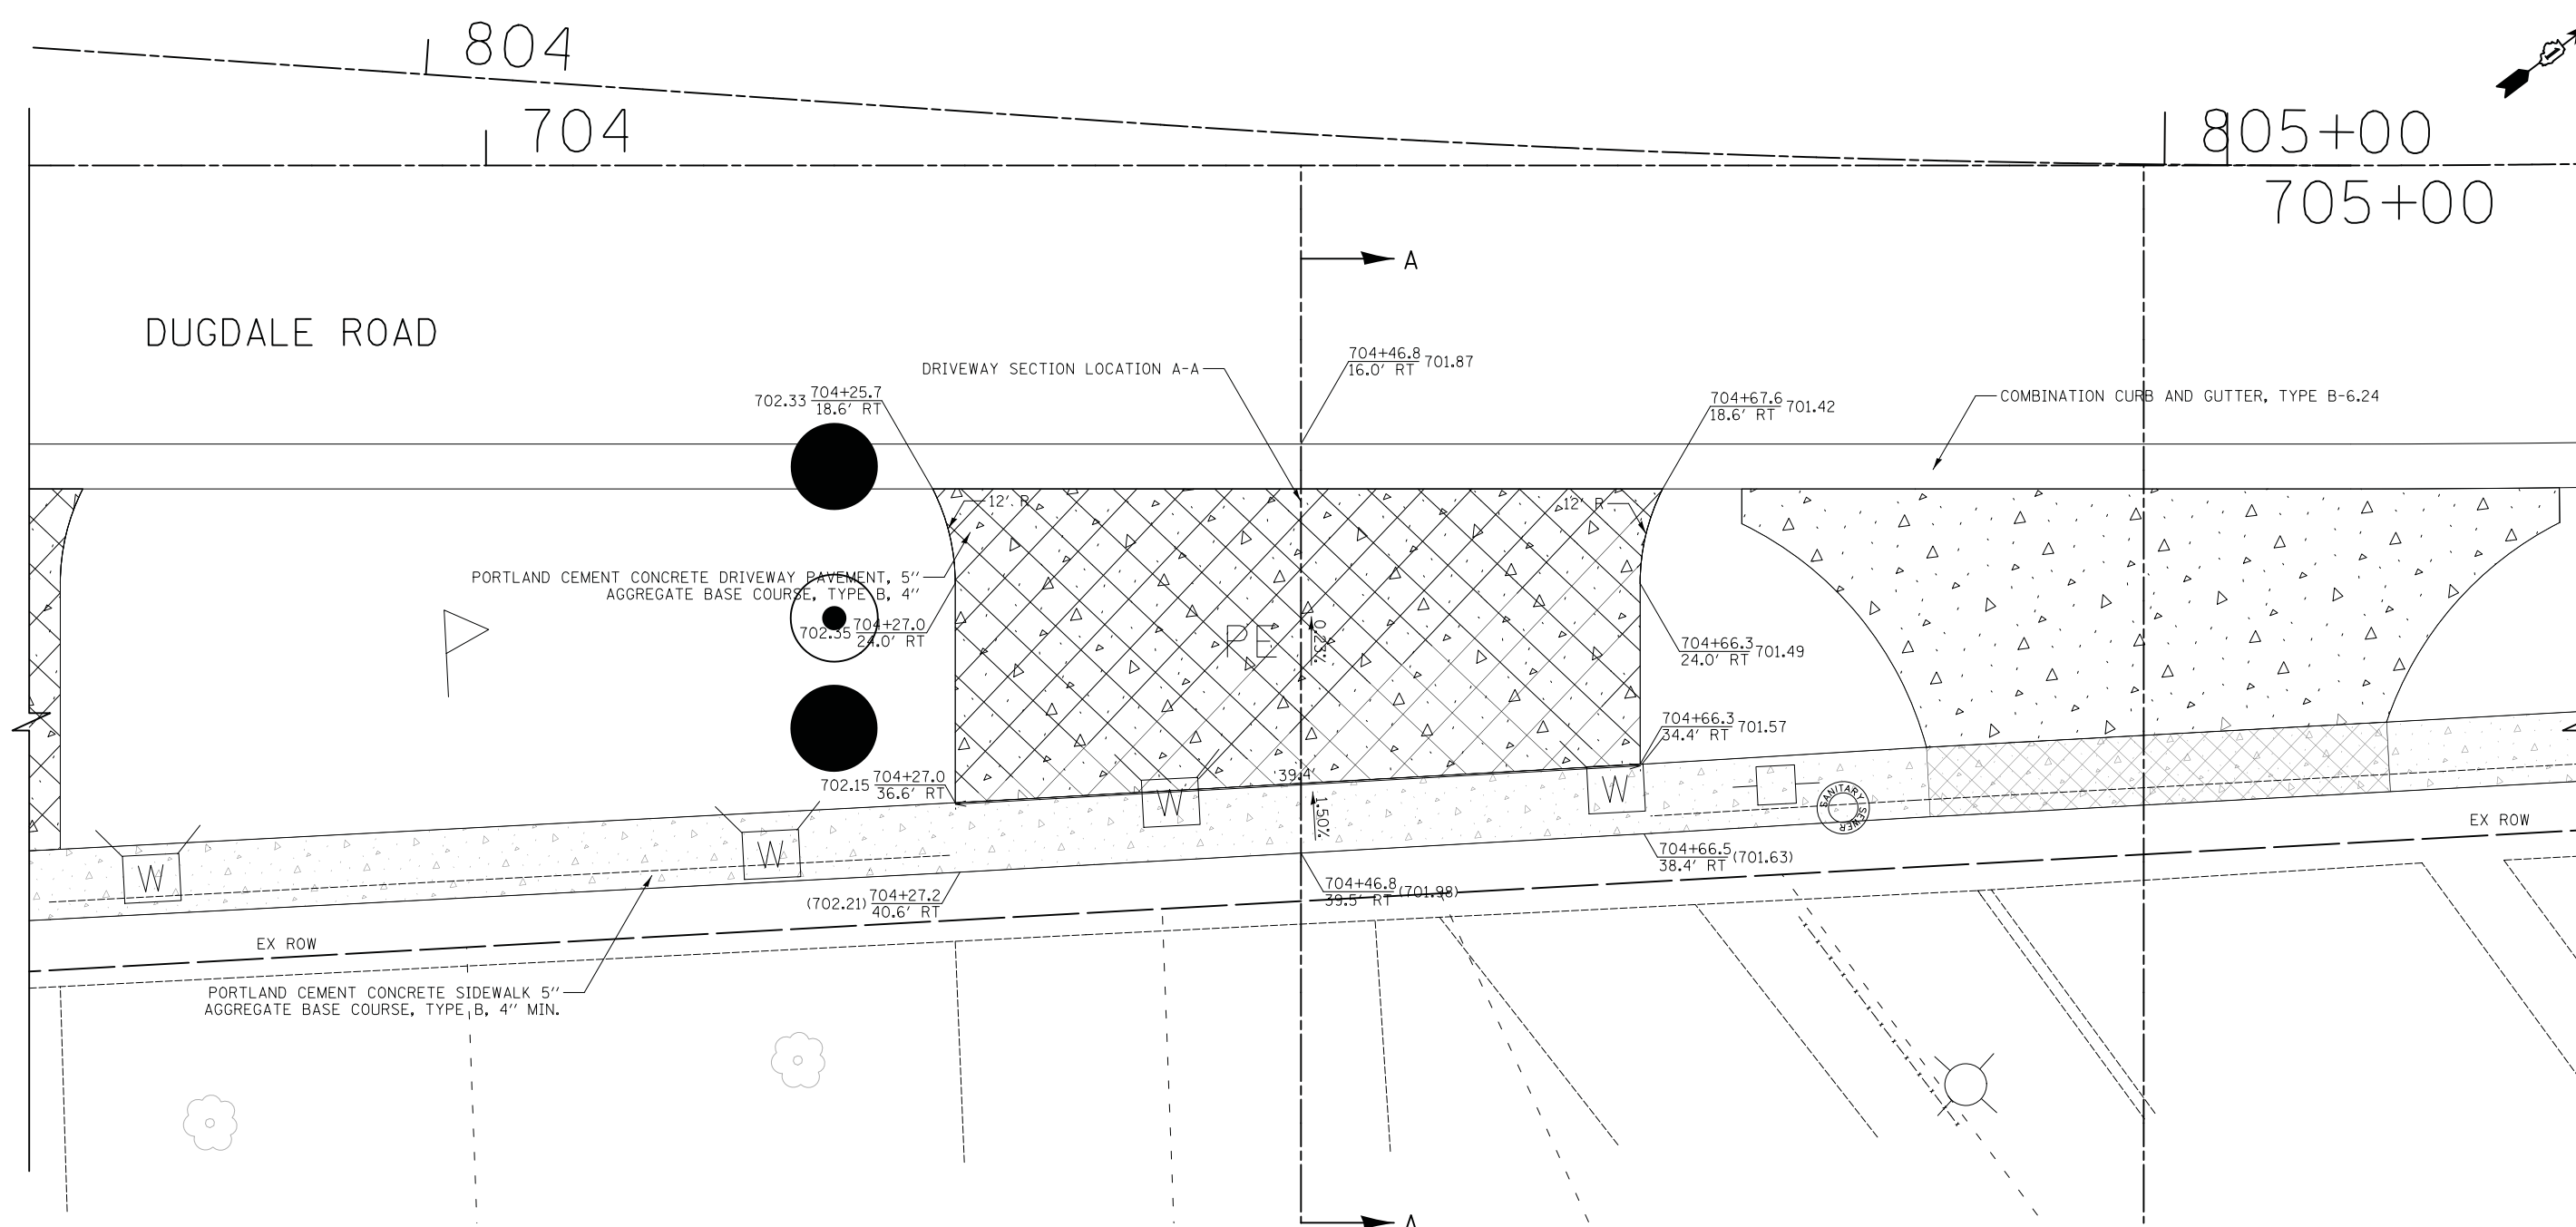 804
704
805+00
705+00
A
DUGDALE ROAD
DRIVEWAY SECTION LOCATION A-A
704+46.8
16.0' RT
701.87
702.33
704+25.7
18.6' RT
704+67.6
18.6' RT
701.42
COMBINATION CURB AND GUTTER, TYPE B-6.24
12' R
12' R
PORTLAND CEMENT CONCRETE DRIVEWAY PAVEMENT, 5"
AGGREGATE BASE COURSE, TYPE B, 4"
702.35
704+27.0
24.0' RT
PE
0.23%
704+66.3
24.0' RT
701.49
704+66.3
34.4' RT
701.57
702.15
704+27.0
36.6' RT
39.4'
1.50%
W
W
W
W
SANITARY SEWER
EX ROW
704+66.5
38.4' RT
(701.63)
704+46.8
39.5' RT
(701.98)
(702.21)
704+27.2
40.6' RT
EX ROW
PORTLAND CEMENT CONCRETE SIDEWALK 5"
AGGREGATE BASE COURSE, TYPE B, 4" MIN.
A